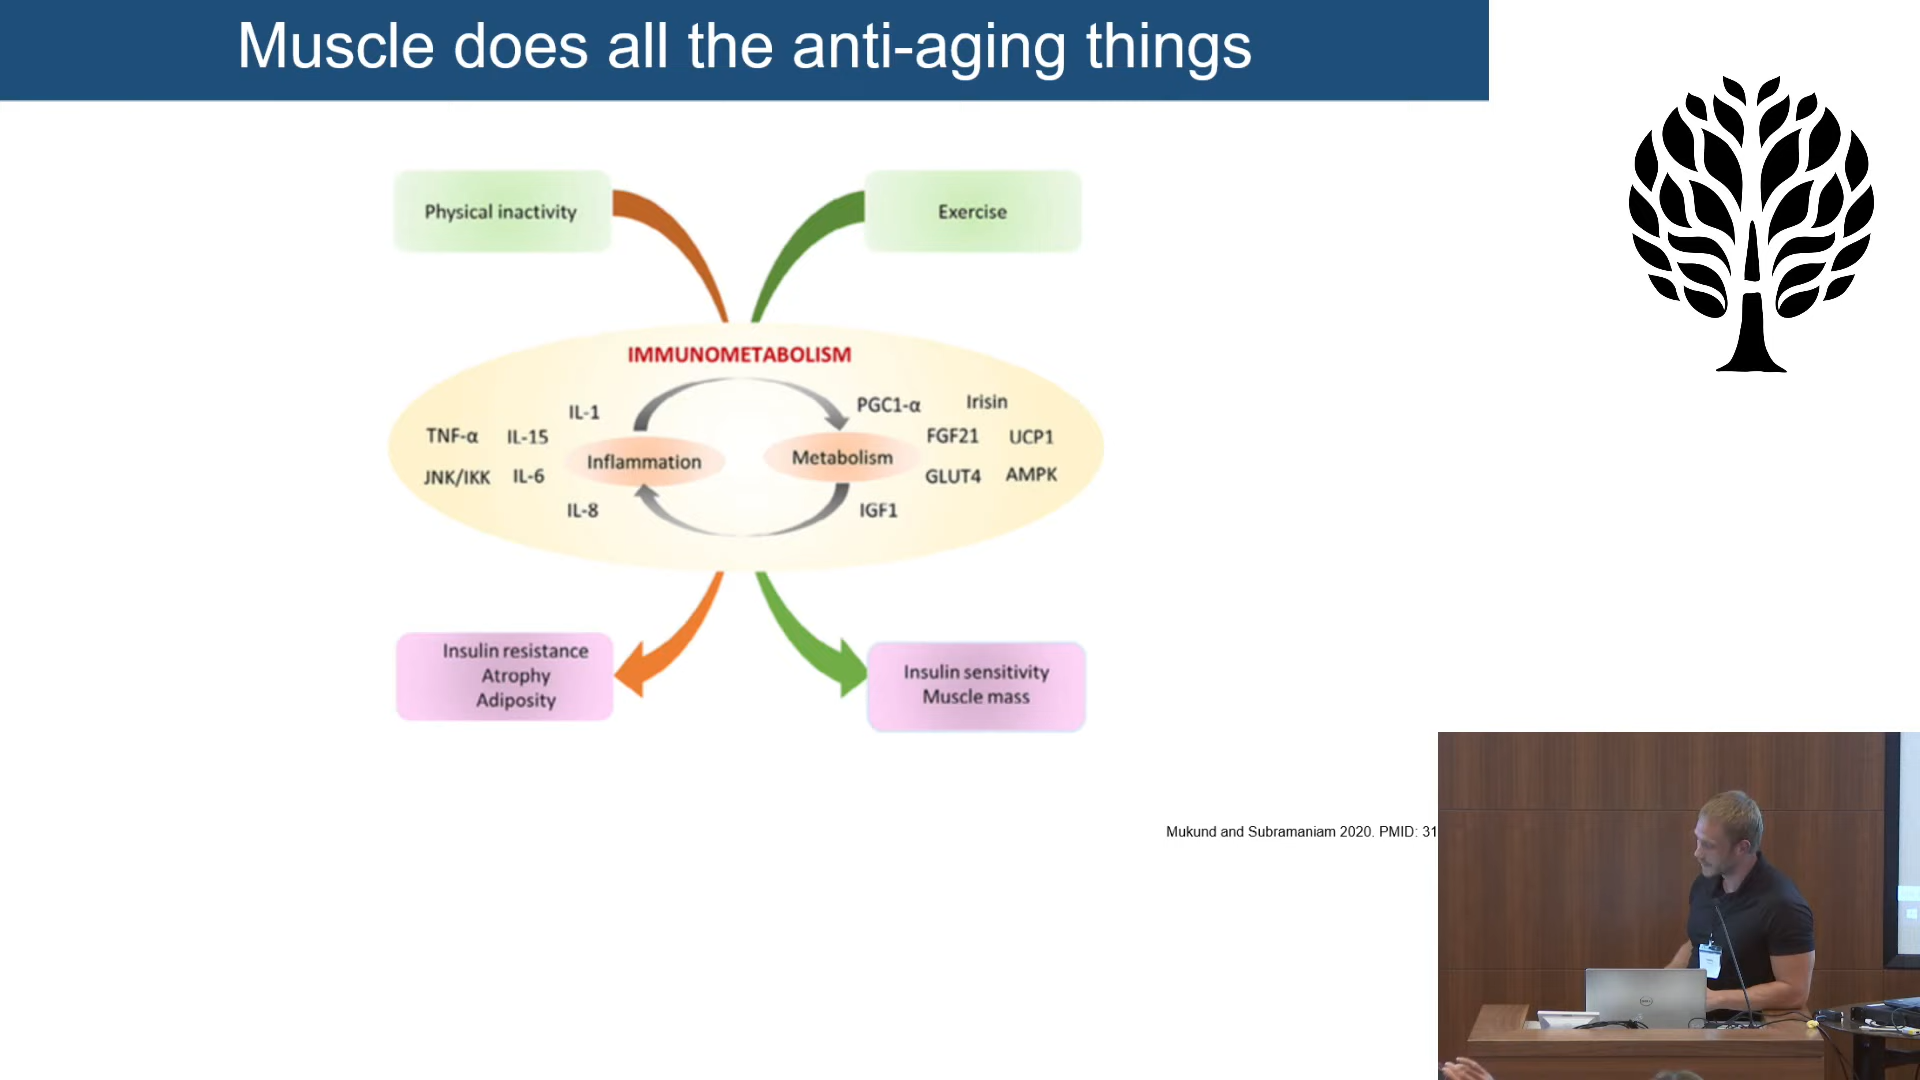 Muscle does all the anti-aging things
Physical inactivity
Exercise
IMMUNOMETABOLISM
IL-1
PGC1-α
Irisin
TNF-α
IL-15
FGF21
UCP1
Inflammation
Metabolism
JNK/IKK
IL-6
GLUT4
AMPK
IL-8
IGF1
Insulin resistance
Atrophy
Adiposity
Insulin sensitivity
Muscle mass
Mukund and Subramaniam 2020. PMID: 31
DELL